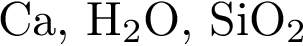 Ca, H₂O, SiO₂